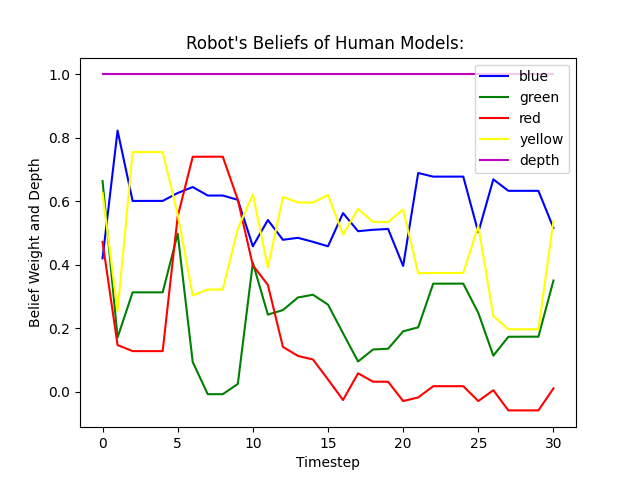 Robot's Beliefs of Human Models:
1.0
0.8
0.6
0.4
0.2
0.0
Belief Weight and Depth
blue
green
red
yellow
depth
0 5 10 15 20 25 30
Timestep